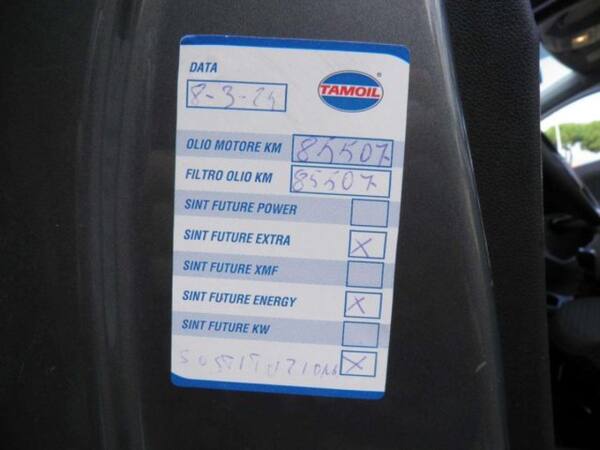 DATA
TAMOIL
8-3-24
OLIO MOTORE KM 85507
FILTRO OLIO KM 85507
SINT FUTURE POWER
SINT FUTURE EXTRA X
SINT FUTURE XMF
SINT FUTURE ENERGY X
SINT FUTURE KW
SOSTITUZIONE X